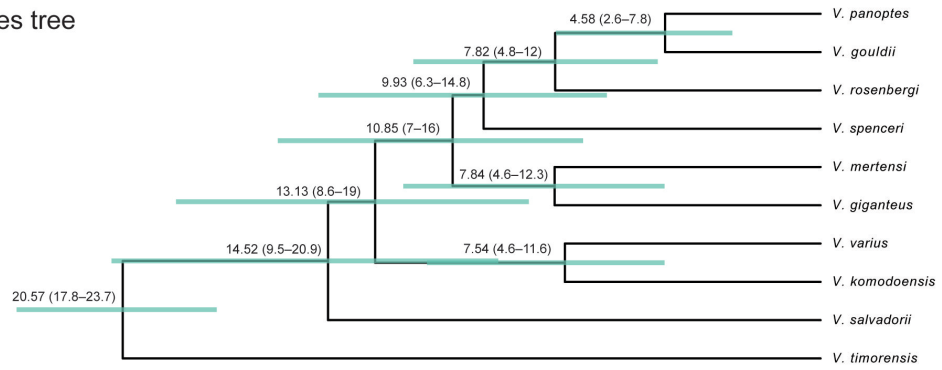 es tree
4.58 (2.6–7.8)
V. panoptes
7.82 (4.8–12)
V. gouldii
9.93 (6.3–14.8)
V. rosenbergi
10.85 (7–16)
V. spenceri
7.84 (4.6–12.3)
V. mertensi
13.13 (8.6–19)
V. giganteus
14.52 (9.5–20.9)
7.54 (4.6–11.6)
V. varius
V. komodoensis
20.57 (17.8–23.7)
V. salvadorii
V. timorensis